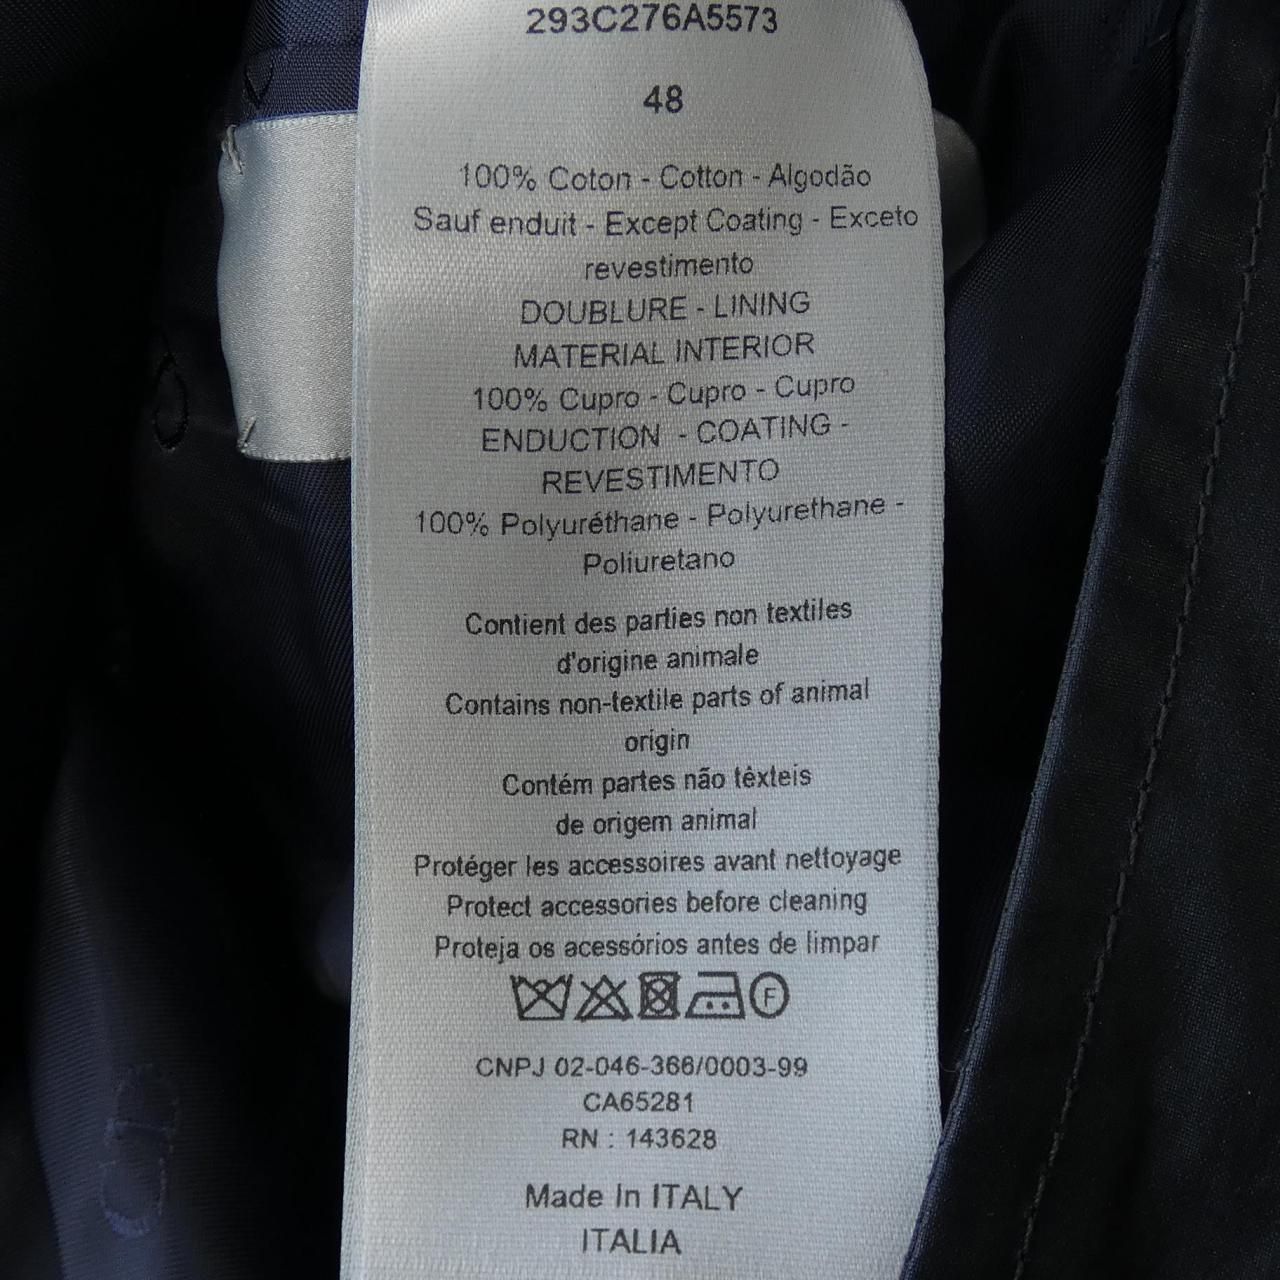 293C276A5573
48
100% Coton - Cotton - Algodão
Sauf enduit - Except Coating - Exceto
revestimento
DOUBLURE - LINING
MATERIAL INTERIOR
100% Cupro - Cupro - Cupro
ENDUCTION - COATING -
REVESTIMENTO
100% Polyuréthane - Polyurethane -
Poliuretano
Contient des parties non textiles
d'origine animale
Contains non-textile parts of animal
origin
Contém partes não têxteis
de origem animal
Protéger les accessoires avant nettoyage
Protect accessories before cleaning
Proteja os acessórios antes de limpar
F
CNPJ 02-046-366/0003-99
CA65281
RN : 143628
Made In ITALY
ITALIA